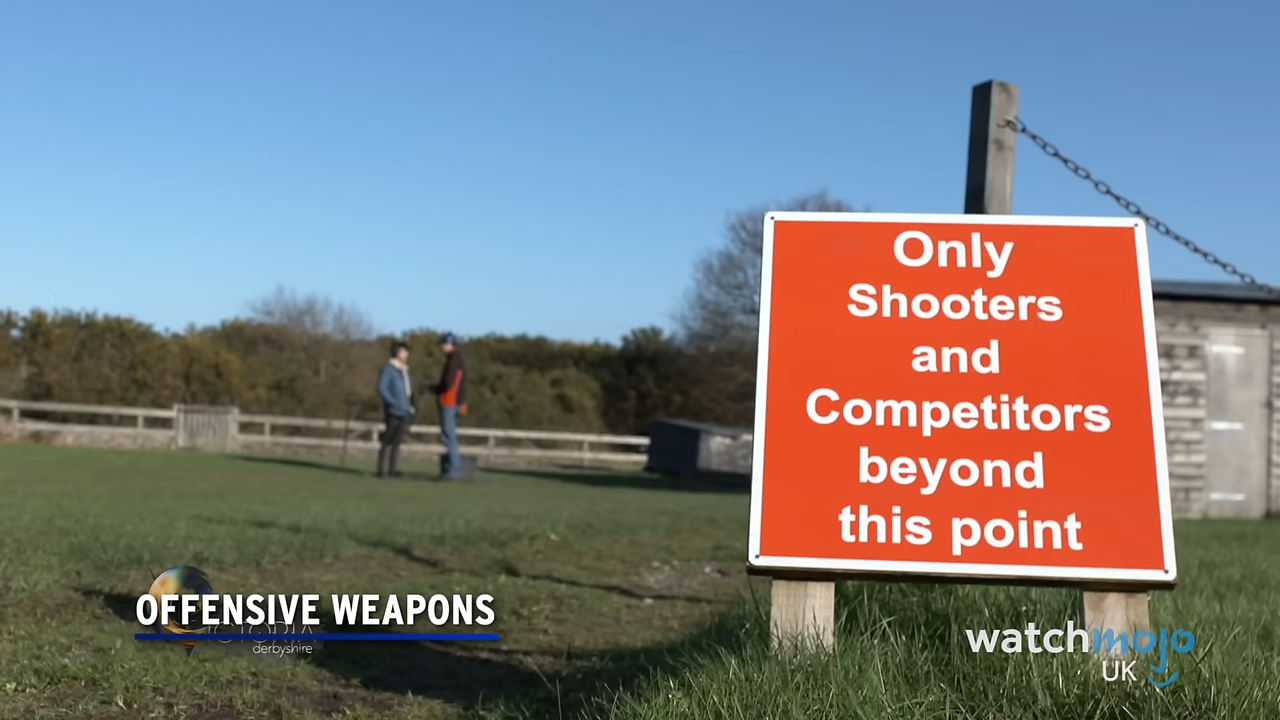 Only
Shooters
and
Competitors
beyond
this point
OFFENSIVE WEAPONS
derbyshire
watchmojo
UK